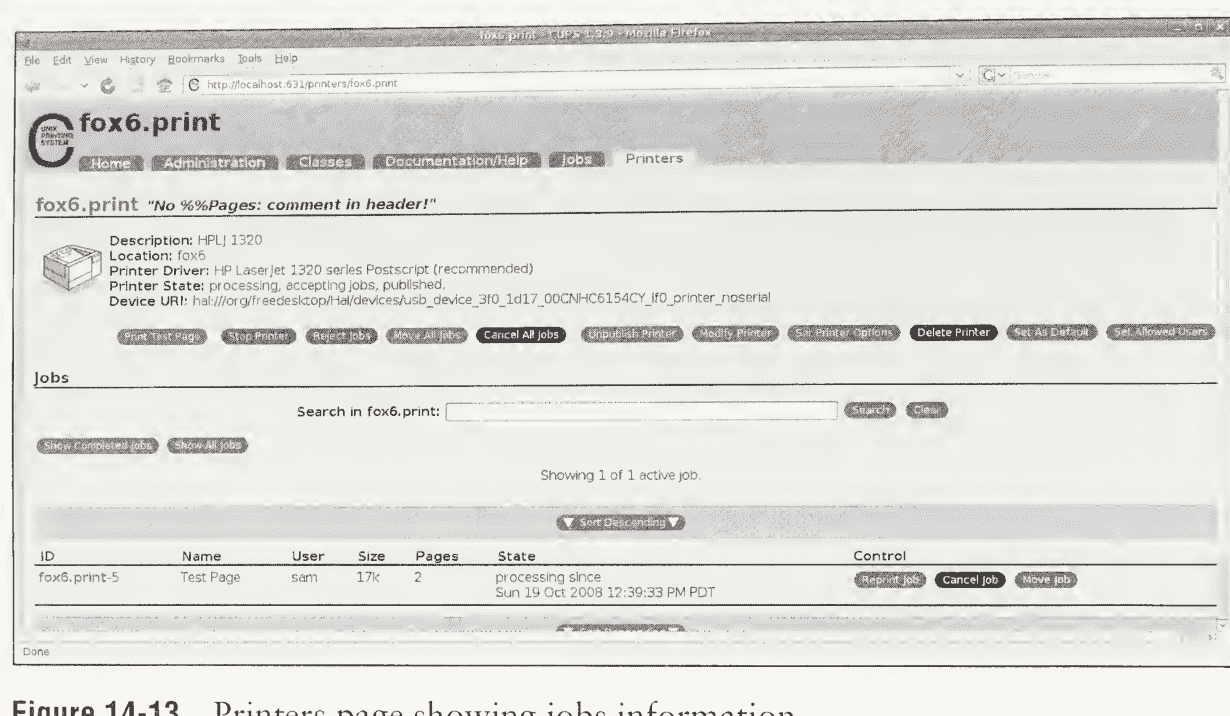 fox6.print - CUPS 1.3.9 - Mozilla Firefox
File Edit View History Bookmarks Tools Help
http://localhost:631/printers/fox6.print
UNIX PRINTING SYSTEM
fox6.print
Home Administration Classes Documentation/Help Jobs Printers
fox6.print "No %%Pages: comment in header!"
Description: HPLJ 1320
Location: fox6
Printer Driver: HP LaserJet 1320 series Postscript (recommended)
Printer State: processing, accepting jobs, published.
Device URI: hal:///org/freedesktop/Hal/devices/usb_device_3f0_1d17_00CNHC6154CY_if0_printer_noserial
Print Test Page Stop Printer Reject Jobs Move All Jobs Cancel All Jobs Unpublish Printer Modify Printer Set Printer Options Delete Printer Set As Default Set Allowed Users
Jobs
Search in fox6.print: Search Clear
Show Completed Jobs Show All Jobs
Showing 1 of 1 active job.
▼ Sort Descending ▼
ID Name User Size Pages State Control
fox6.print-5 Test Page sam 17k 2 processing since
Sun 19 Oct 2008 12:39:33 PM PDT Reprint Job Cancel Job Move Job
Done
Figure 14-13 Printers page showing jobs information